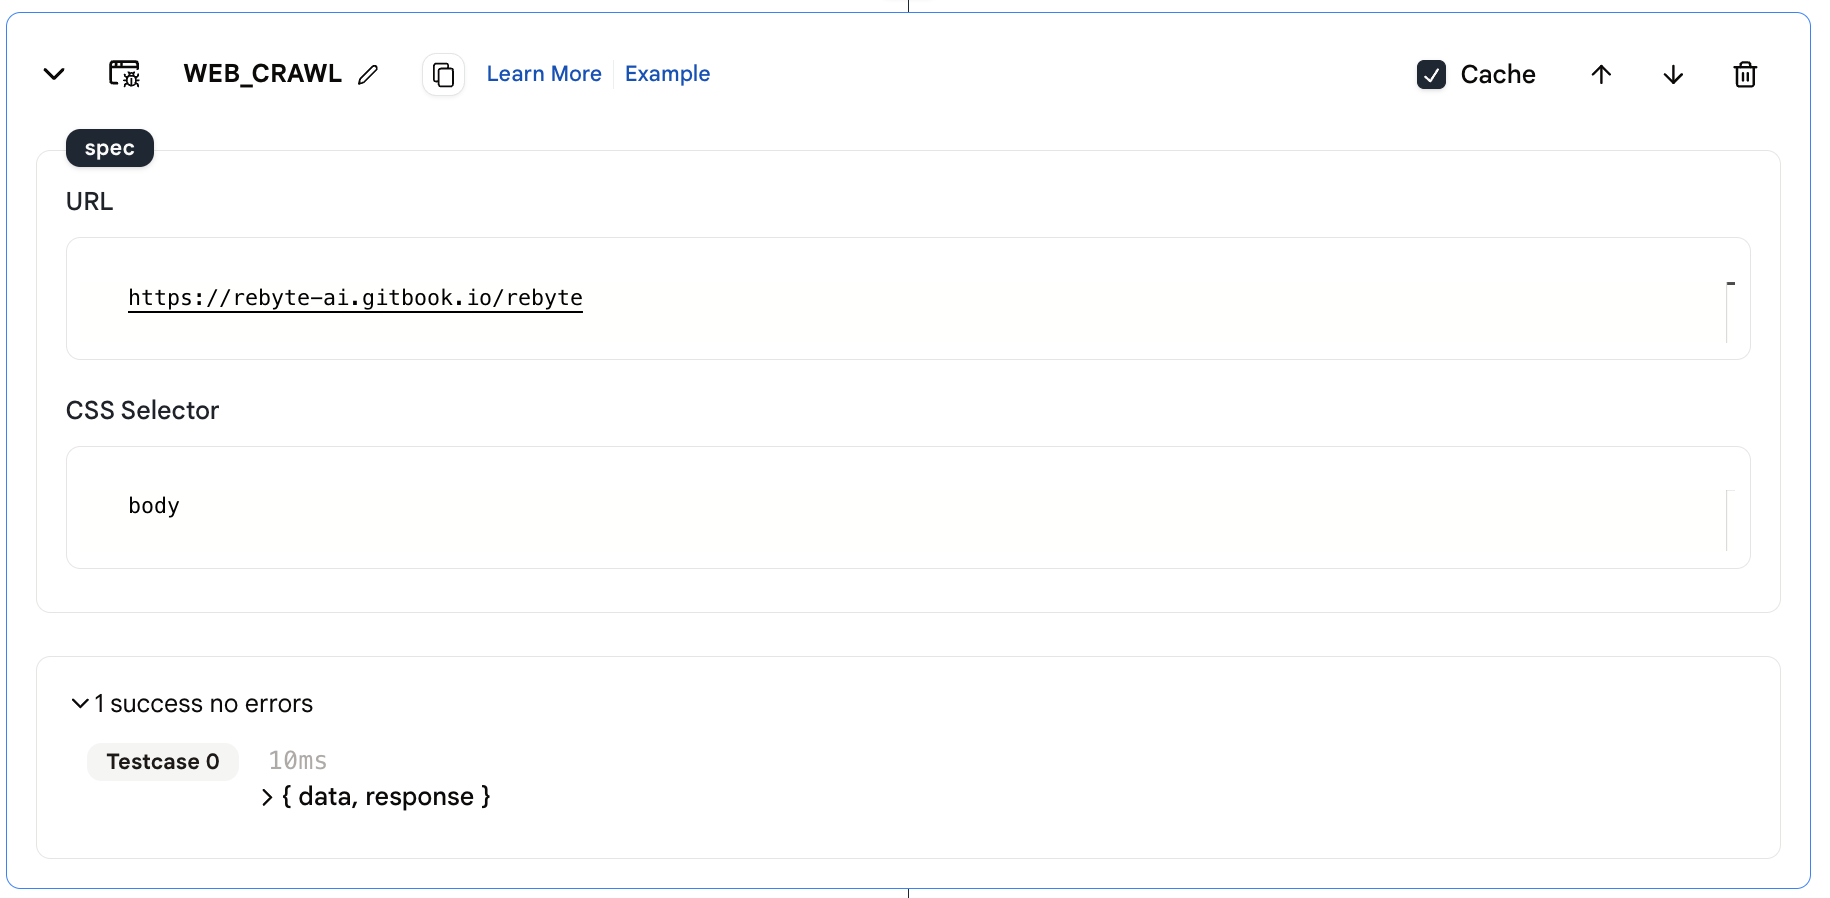 WEB_CRAWL Learn More Example Cache
spec
URL
https://rebyte-ai.gitbook.io/rebyte
CSS Selector
body
1 success no errors
Testcase 0 10ms
{ data, response }